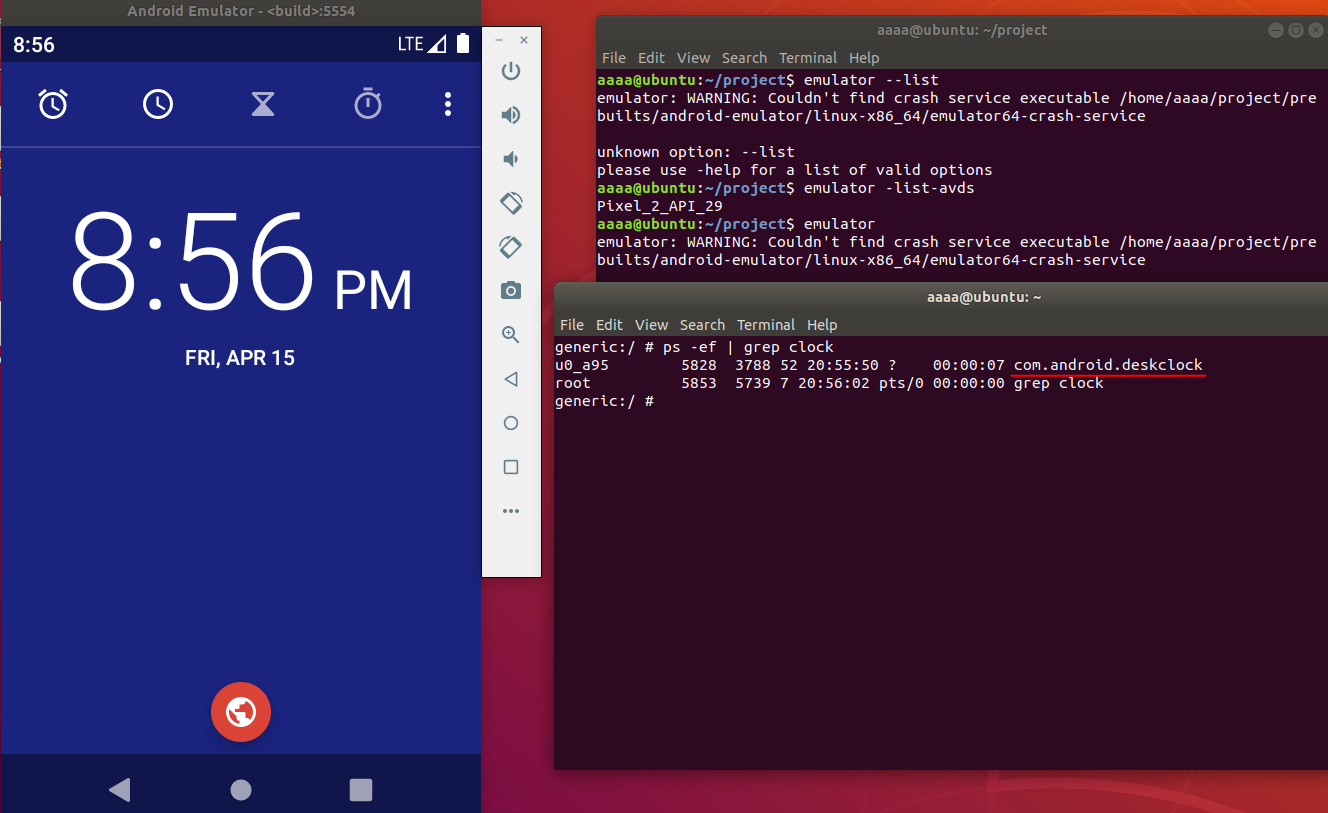 Android Emulator - <build>:5554
8:56
LTE
8:56 PM
FRI, APR 15
aaaa@ubuntu: ~/project
File Edit View Search Terminal Help
aaaa@ubuntu:~/project$ emulator --list
emulator: WARNING: Couldn't find crash service executable /home/aaaa/project/pre
builts/android-emulator/linux-x86_64/emulator64-crash-service
unknown option: --list
please use -help for a list of valid options
aaaa@ubuntu:~/project$ emulator -list-avds
Pixel_2_API_29
aaaa@ubuntu:~/project$ emulator
emulator: WARNING: Couldn't find crash service executable /home/aaaa/project/pre
builts/android-emulator/linux-x86_64/emulator64-crash-service
aaaa@ubuntu: ~
File Edit View Search Terminal Help
generic:/ # ps -ef | grep clock
u0_a95        5828  3788 52 20:55:50 ?    00:00:07 com.android.deskclock
root          5853  5739 7 20:56:02 pts/0 00:00:00 grep clock
generic:/ #